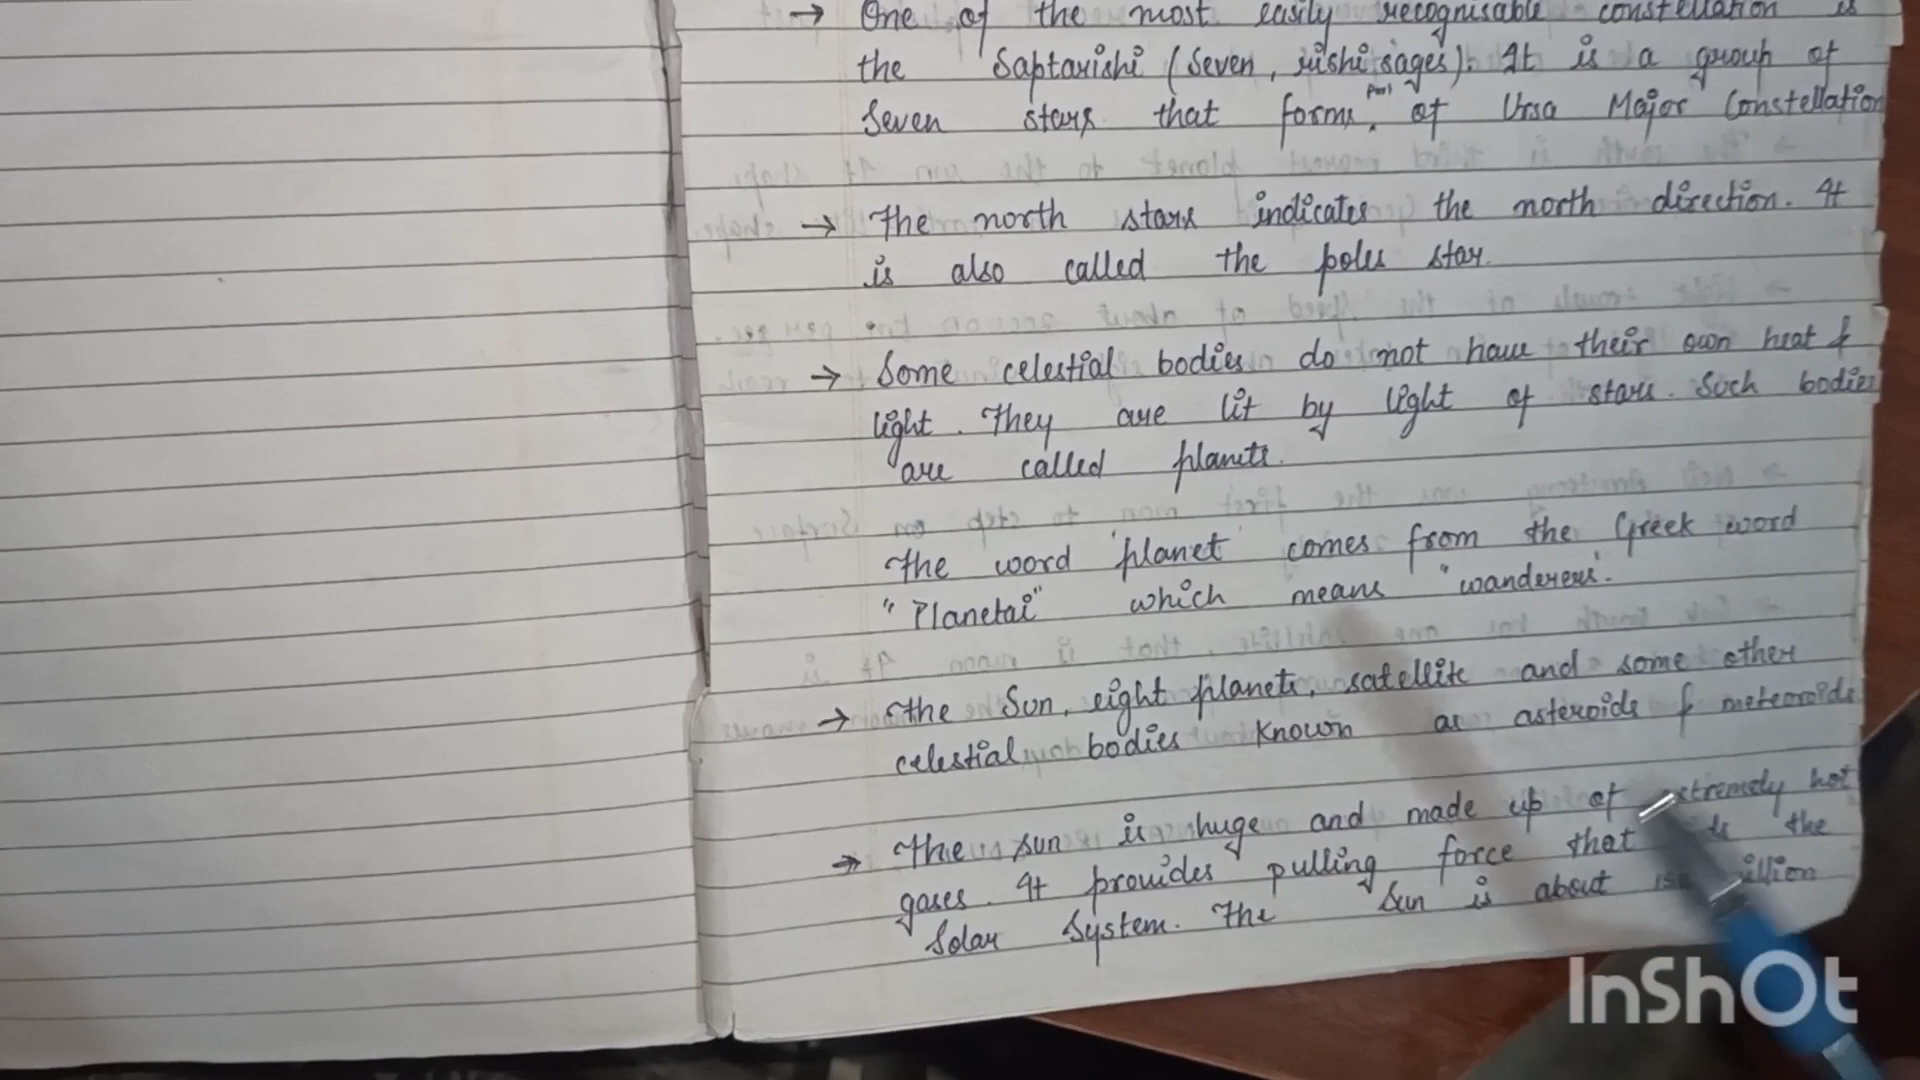 → One of the most easily recognisable constellation is
the Saptarishi (Seven, rishi sages). It is a group of
Seven stars that forms part of Ursa Major Constellation
→ The north stars indicates the north direction. It
is also called the poler star.
→ Some celestial bodies do not have their own heat &
light. They are lit by light of stars. Such bodies
are called planets.
The word 'planet' comes from the Greek word
"Planetai" which means "wanderers".
→ The Sun, eight planets, satellite and some other
celestial bodies known as asteroids & meteoroids
→ The sun is huge and made up of extremely hot
gases. It provides pulling force that the
Solar System. The Sun is about
InShOt